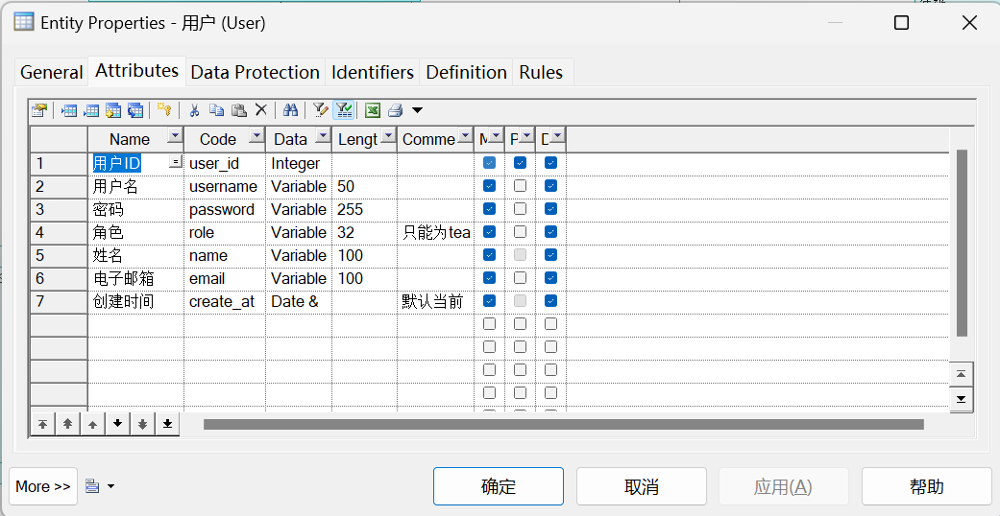 Entity Properties - 用户 (User)
General Attributes Data Protection Identifiers Definition Rules
Name Code Data Lengt Comme
1 用户ID = user_id Integer
2 用户名 username Variable 50
3 密码 password Variable 255
4 角色 role Variable 32 只能为tea
5 姓名 name Variable 100
6 电子邮箱 email Variable 100
7 创建时间 create_at Date & 默认当前
More >> 确定 取消 应用(A) 帮助